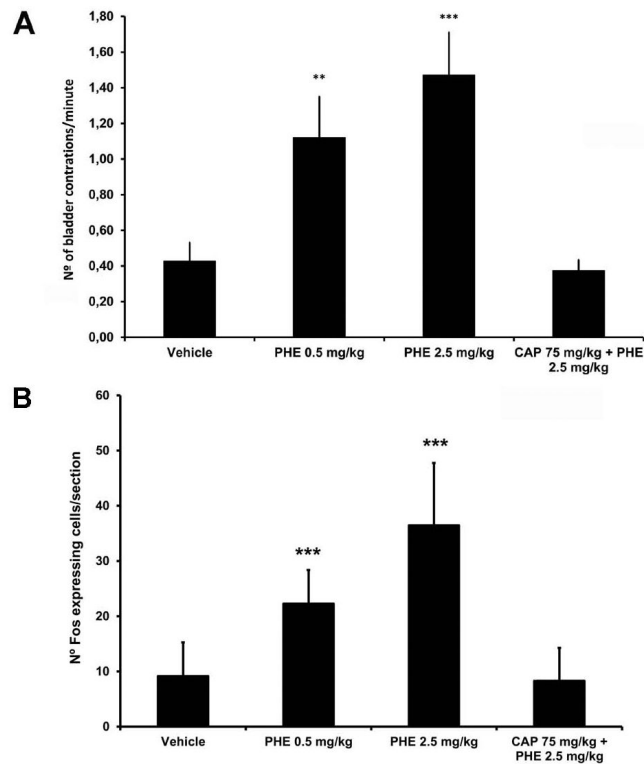 A
Nº of bladder contrations/minute
1,80
1,60
1,40
1,20
1,00
0,80
0,60
0,40
0,20
0,00
**
***
Vehicle
PHE 0.5 mg/kg
PHE 2.5 mg/kg
CAP 75 mg/kg + PHE
2.5 mg/kg
B
Nº Fos expressing cells/section
60
50
40
30
20
10
0
***
***
Vehicle
PHE 0.5 mg/kg
PHE 2.5 mg/kg
CAP 75 mg/kg +
PHE 2.5 mg/kg